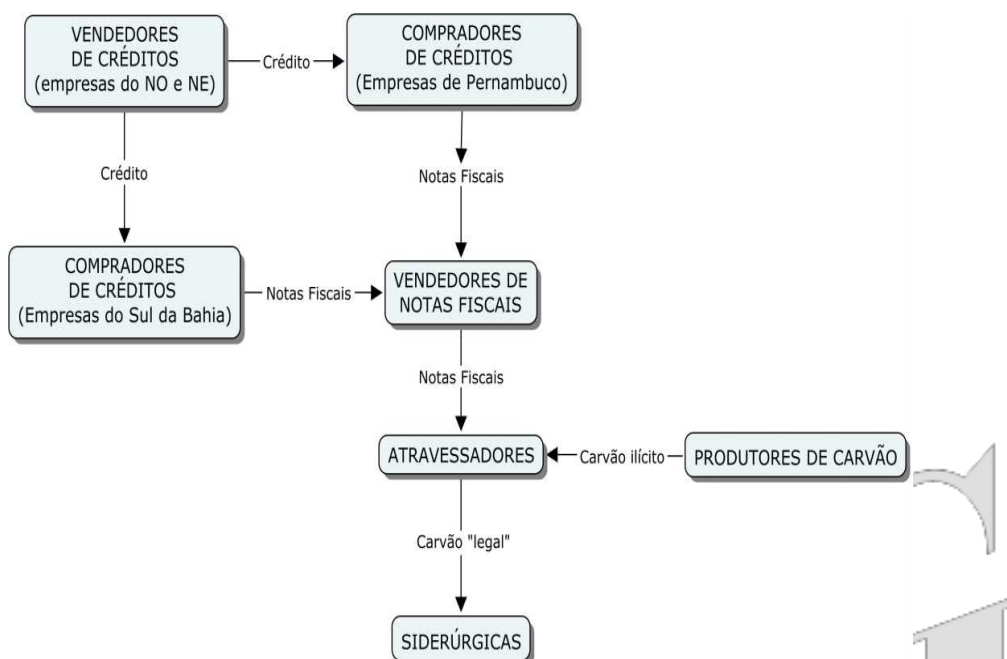 VENDEDORES
DE CRÉDITOS
(empresas do NO e NE)
Crédito
COMPRADORES
DE CRÉDITOS
(Empresas de Pernambuco)
Crédito
Notas Fiscais
COMPRADORES
DE CRÉDITOS
(Empresas do Sul da Bahia)
Notas Fiscais
VENDEDORES DE
NOTAS FISCAIS
Notas Fiscais
ATRAVESSADORES
Carvão ilícito
PRODUTORES DE CARVÃO
Carvão "legal"
SIDERÚRGICAS